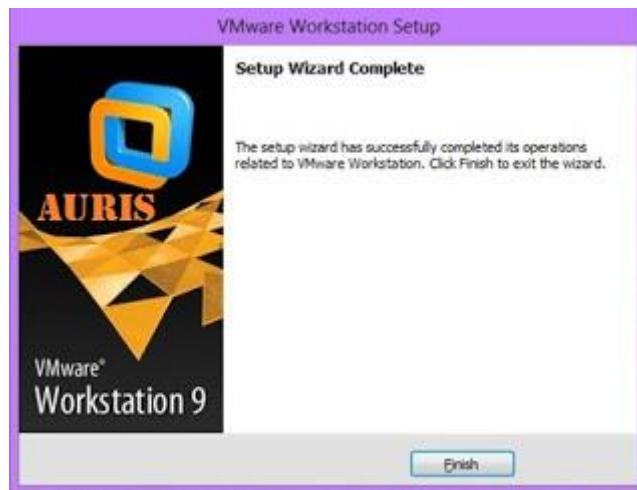 VMware Workstation Setup
Setup Wizard Complete
The setup wizard has successfully completed its operations
related to VMware Workstation. Click Finish to exit the wizard.
AURIS
VMware®
Workstation 9
Finish